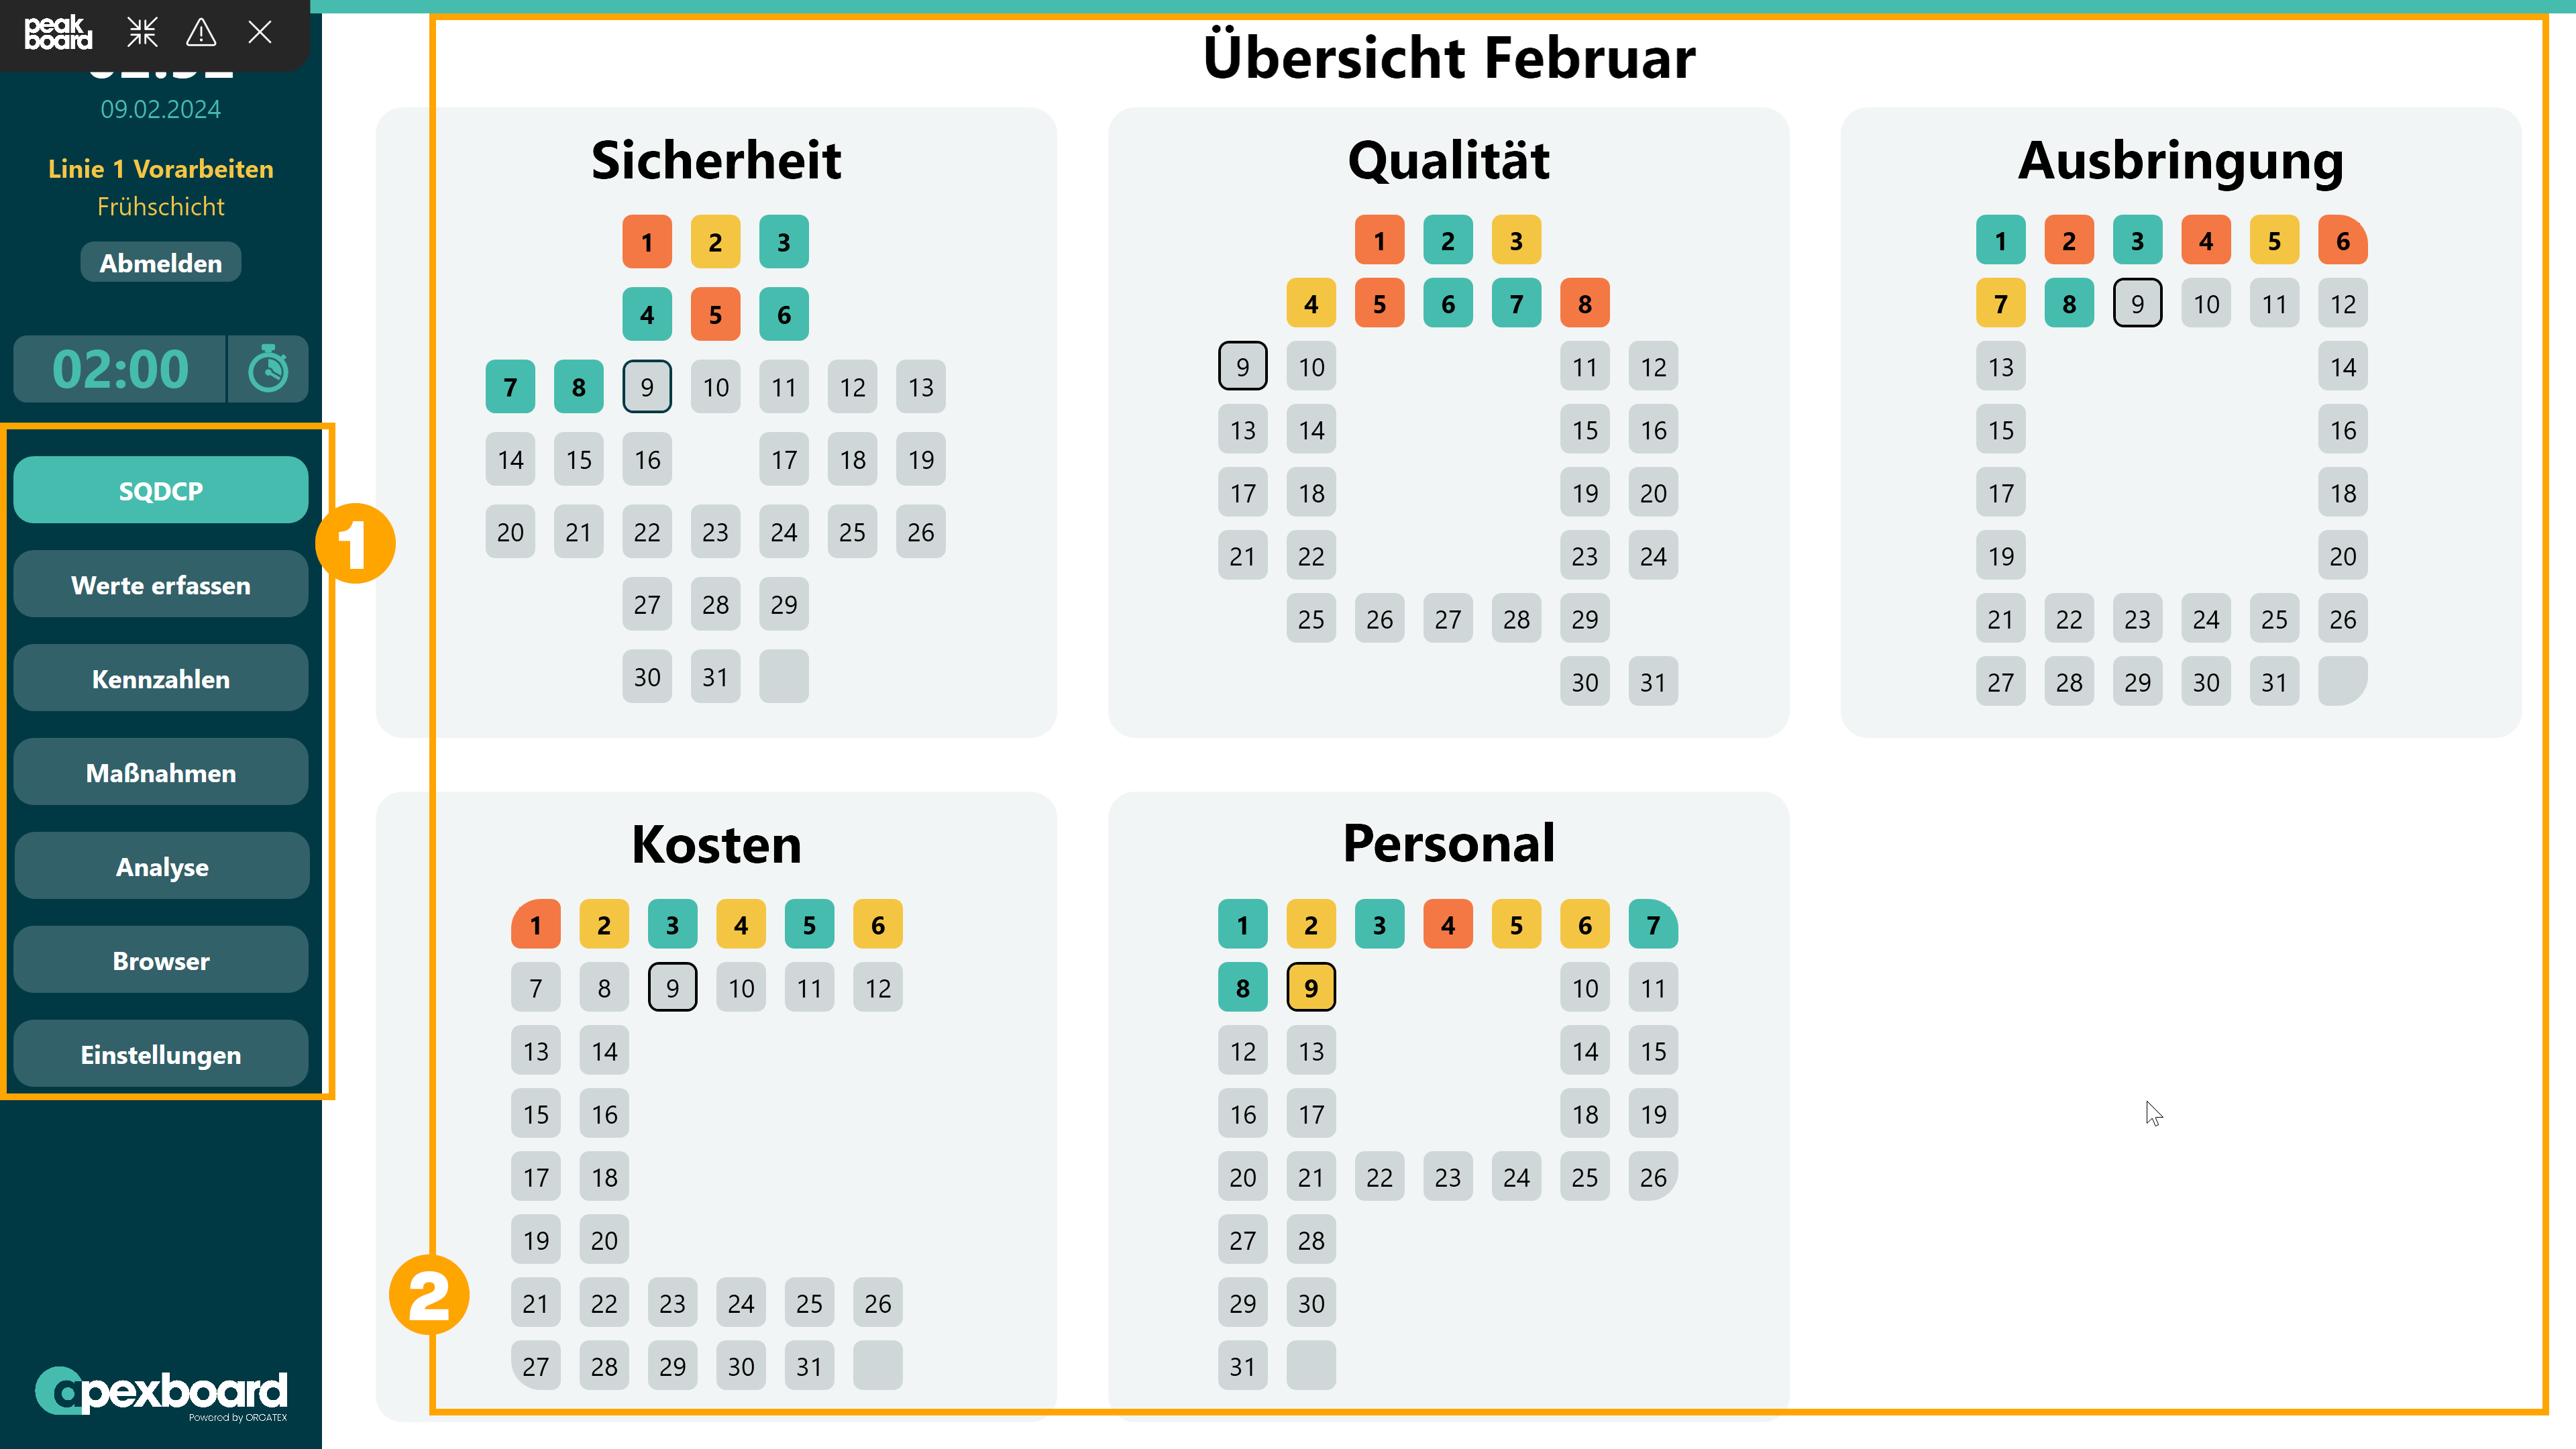 peak
board
09.02.2024
Linie 1 Vorarbeiten
Frühschicht
Abmelden
02:00
SQDCP
Werte erfassen
Kennzahlen
Maßnahmen
Analyse
Browser
Einstellungen
apexboard
Powered by ORCATEX
1
2
Übersicht Februar
Sicherheit
1 2 3
4 5 6
7 8 9 10 11 12 13
14 15 16 17 18 19
20 21 22 23 24 25 26
27 28 29
30 31
Qualität
1 2 3
4 5 6 7 8
9 10 11 12
13 14 15 16
17 18 19 20
21 22 23 24
25 26 27 28 29
30 31
Ausbringung
1 2 3 4 5 6
7 8 9 10 11 12
13 14
15 16
17 18
19 20
21 22 23 24 25 26
27 28 29 30 31
Kosten
1 2 3 4 5 6
7 8 9 10 11 12
13 14
15 16
17 18
19 20
21 22 23 24 25 26
27 28 29 30 31
Personal
1 2 3 4 5 6 7
8 9 10 11
12 13 14 15
16 17 18 19
20 21 22 23 24 25 26
27 28
29 30
31